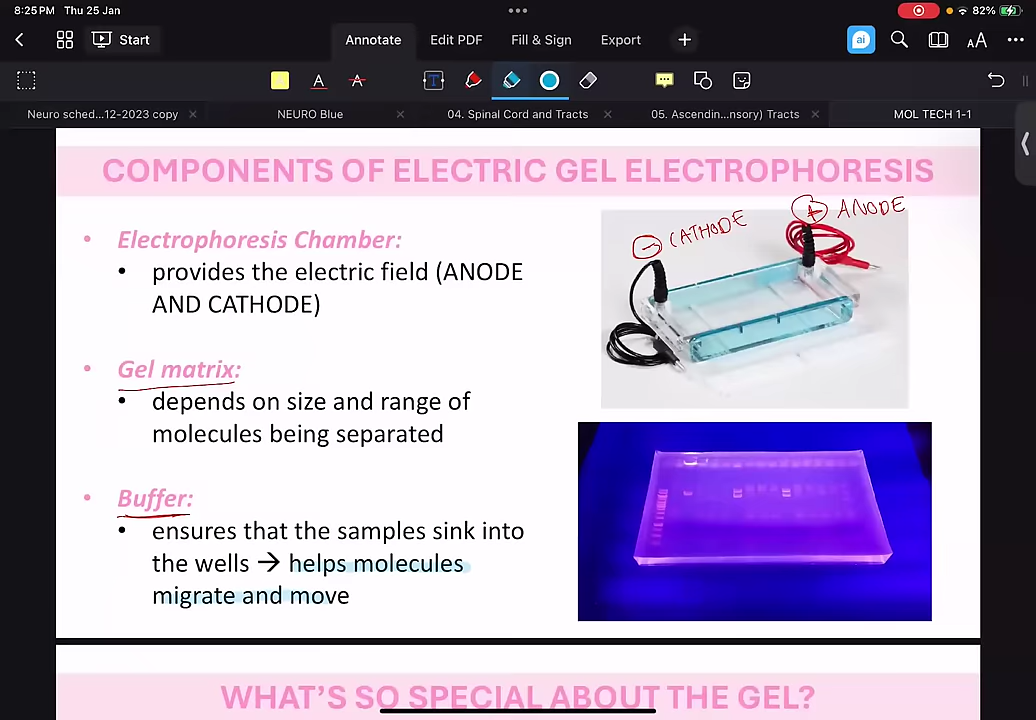 8:25 PM Thu 25 Jan
82%
Start
Annotate
Edit PDF
Fill & Sign
Export
ai
AA
A
A
T
Neuro sched...12-2023 copy
NEURO Blue
04. Spinal Cord and Tracts
05. Ascendin...nsory) Tracts
MOL TECH 1-1
COMPONENTS OF ELECTRIC GEL ELECTROPHORESIS
• Electrophoresis Chamber:
• provides the electric field (ANODE
AND CATHODE)
• Gel matrix:
• depends on size and range of
molecules being separated
• Buffer:
• ensures that the samples sink into
the wells → helps molecules
migrate and move
- CATHODE
+ ANODE
WHAT'S SO SPECIAL ABOUT THE GEL?